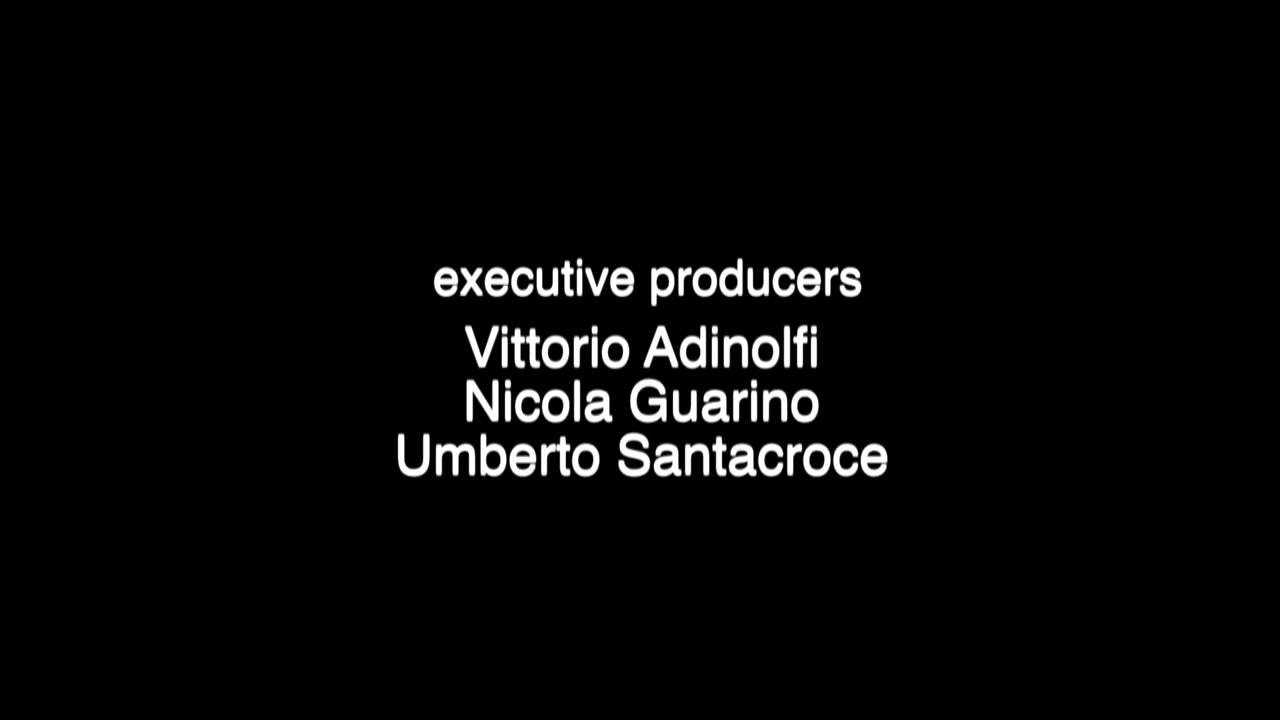 executive producers
Vittorio Adinolfi
Nicola Guarino
Umberto Santacroce